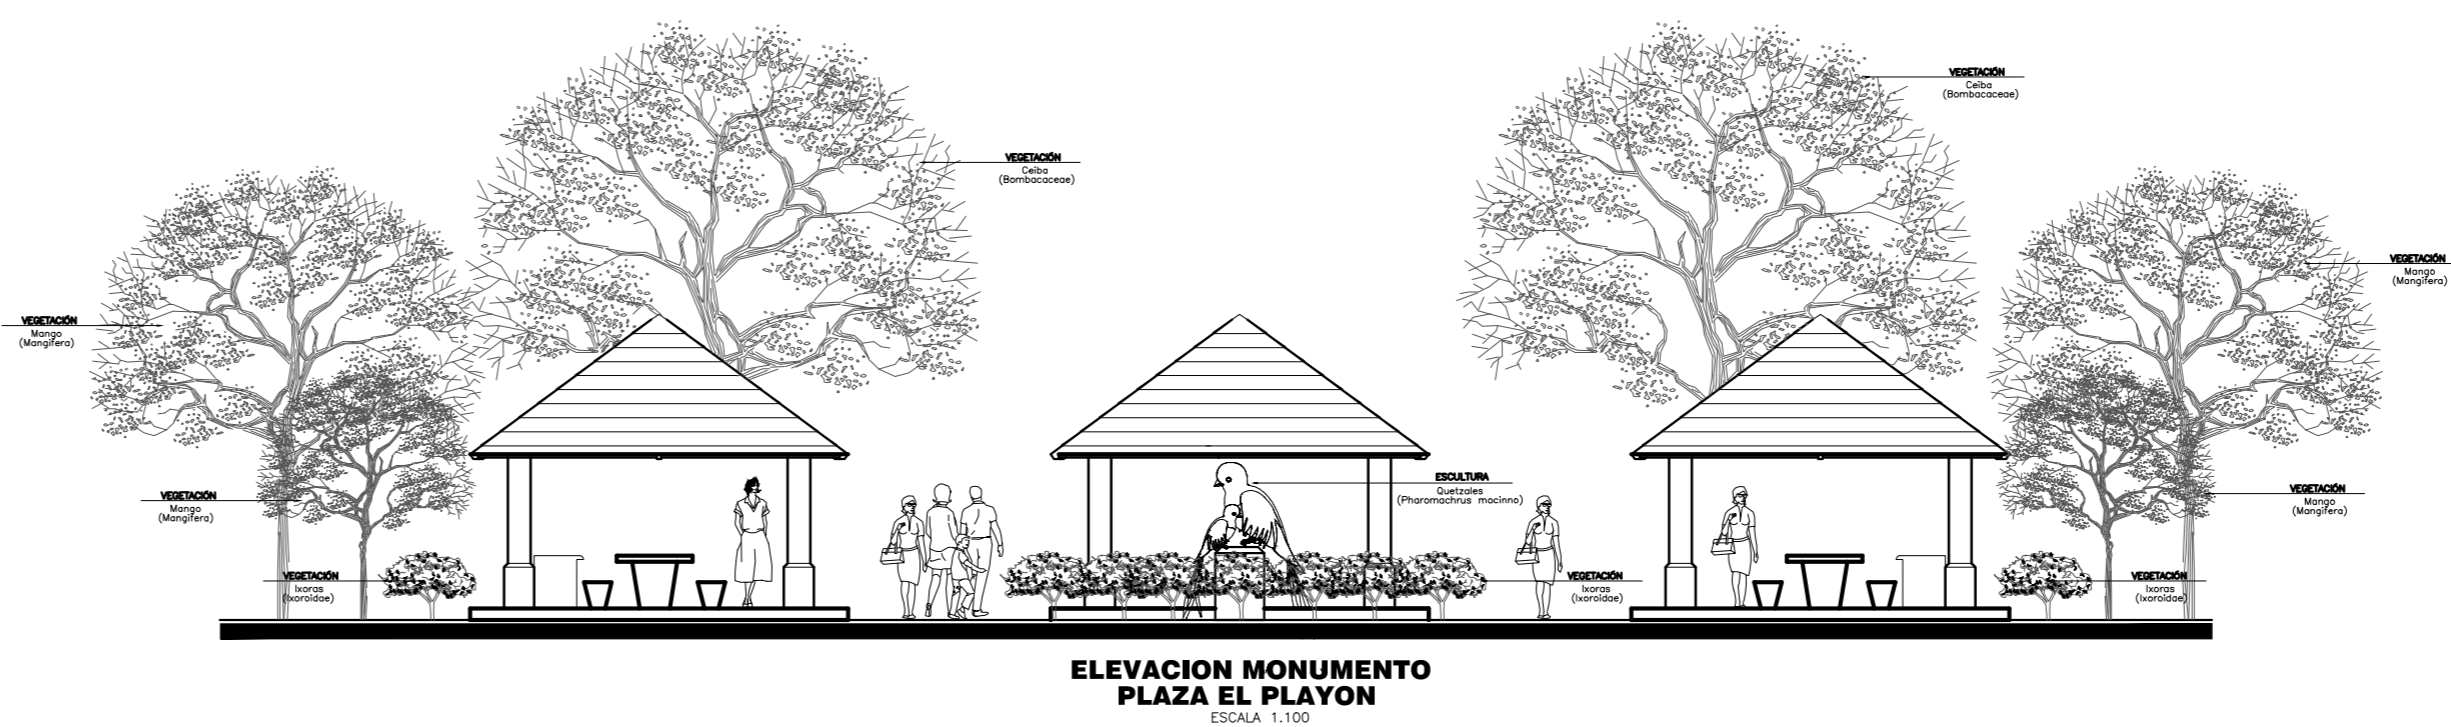 VEGETACIÓN
Ceiba
(Bombacaceae)
VEGETACIÓN
Ceiba
(Bombacaceae)
VEGETACIÓN
Mango
(Mangifera)
VEGETACIÓN
Mango
(Mangifera)
ESCULTURA
Quetzales
(Pharomachrus mocinno)
VEGETACIÓN
Mango
(Mangifera)
VEGETACIÓN
Mango
(Mangifera)
VEGETACIÓN
Ixoras
(Ixoroidae)
VEGETACIÓN
Ixoras
(Ixoroidae)
VEGETACIÓN
Ixoras
(Ixoroidae)
ELEVACION MONUMENTO
PLAZA EL PLAYON
ESCALA 1.100